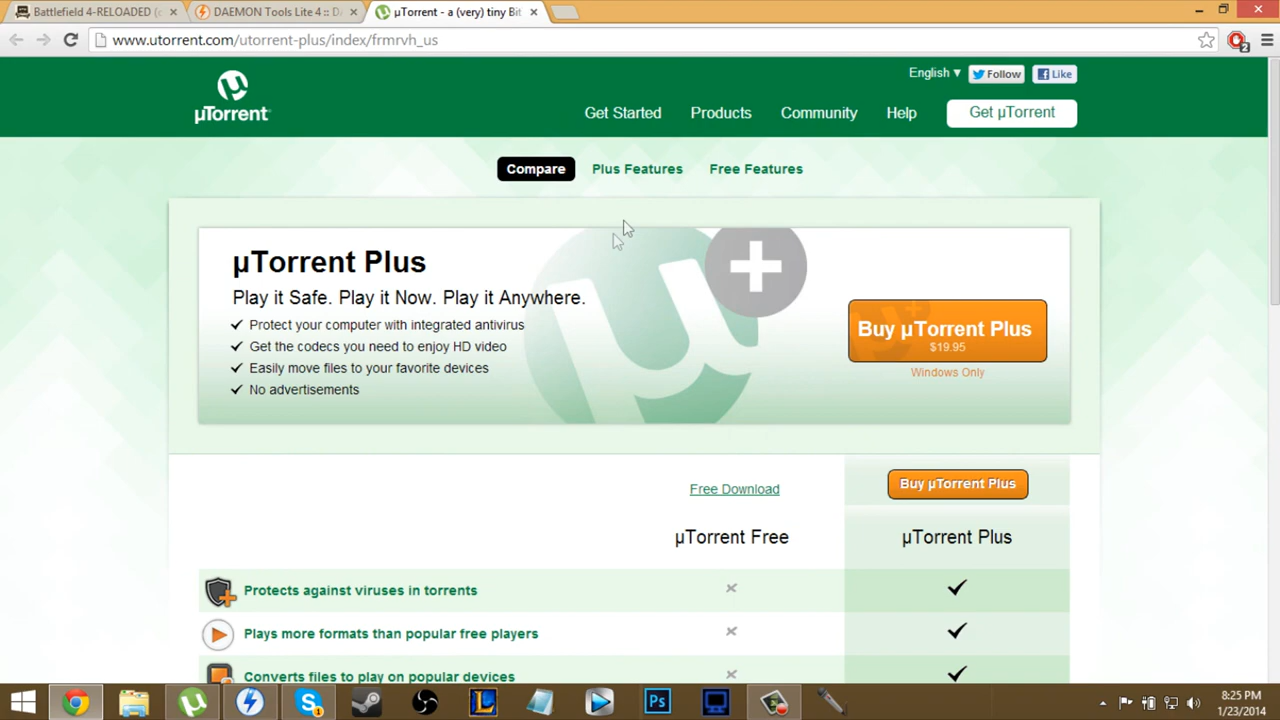 Battlefield 4-RELOADED (
DAEMON Tools Lite 4 :: D
µTorrent - a (very) tiny Bit
www.utorrent.com/utorrent-plus/index/frmrvh_us
2
English ▾
Follow
Like
µTorrent
Get Started
Products
Community
Help
Get µTorrent
Compare
Plus Features
Free Features
µTorrent Plus
Play it Safe. Play it Now. Play it Anywhere.
✓ Protect your computer with integrated antivirus
✓ Get the codecs you need to enjoy HD video
✓ Easily move files to your favorite devices
✓ No advertisements
Buy µTorrent Plus
$19.95
Windows Only
Free Download
Buy µTorrent Plus
µTorrent Free
µTorrent Plus
Protects against viruses in torrents
Plays more formats than popular free players
Converts files to play on popular devices
Ps
8:25 PM
1/23/2014